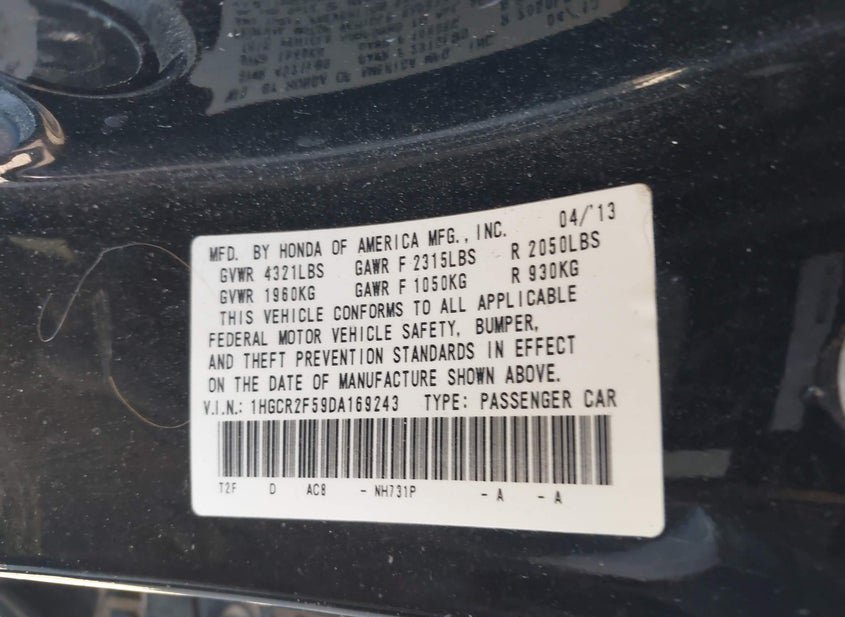 MFD. BY HONDA OF AMERICA MFG., INC. 04/'13
GVWR 4321LBS GAWR F 2315LBS R 2050LBS
GVWR 1960KG GAWR F 1050KG R 930KG
THIS VEHICLE CONFORMS TO ALL APPLICABLE
FEDERAL MOTOR VEHICLE SAFETY, BUMPER,
AND THEFT PREVENTION STANDARDS IN EFFECT
ON THE DATE OF MANUFACTURE SHOWN ABOVE.
V.I.N.: 1HGCR2F59DA169243 TYPE: PASSENGER CAR
T2F D AC8 - NH731P - A - A